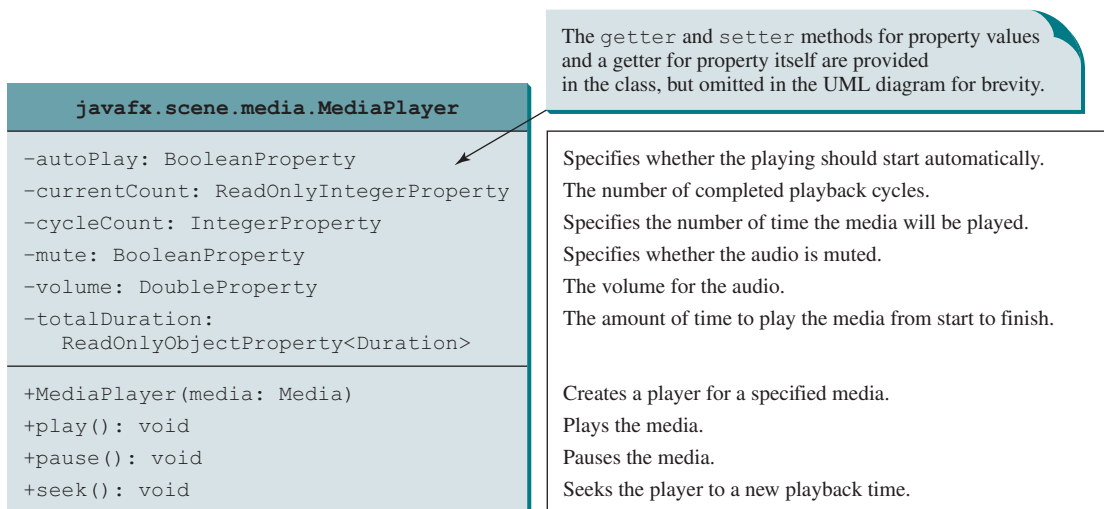 The getter and setter methods for property values
and a getter for property itself are provided
in the class, but omitted in the UML diagram for brevity.
javafx.scene.media.MediaPlayer
-autoPlay: BooleanProperty
Specifies whether the playing should start automatically.
-currentCount: ReadOnlyIntegerProperty
The number of completed playback cycles.
-cycleCount: IntegerProperty
Specifies the number of time the media will be played.
-mute: BooleanProperty
Specifies whether the audio is muted.
-volume: DoubleProperty
The volume for the audio.
-totalDuration:
The amount of time to play the media from start to finish.
ReadOnlyObjectProperty<Duration>
+MediaPlayer(media: Media)
Creates a player for a specified media.
+play(): void
Plays the media.
+pause(): void
Pauses the media.
+seek(): void
Seeks the player to a new playback time.